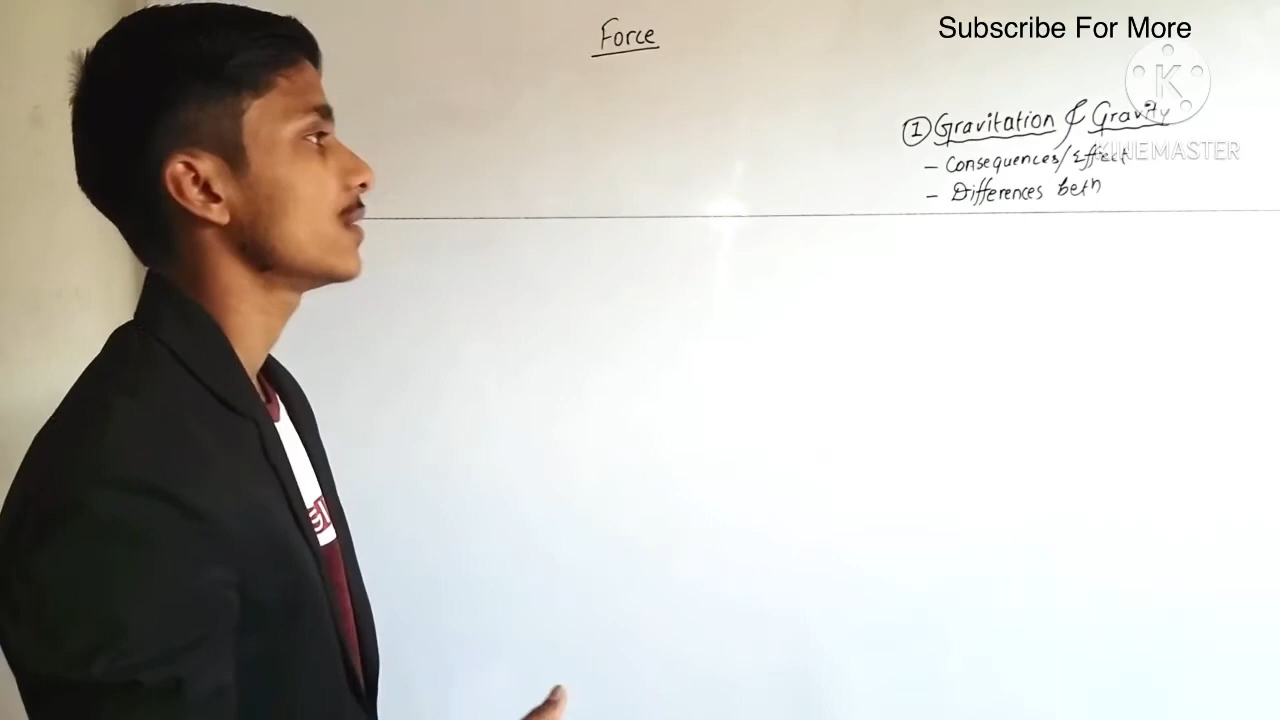 Subscribe For More
Force
K
① Gravitation & Gravity
KINEMASTER
- Consequences/Effect
- Differences betn